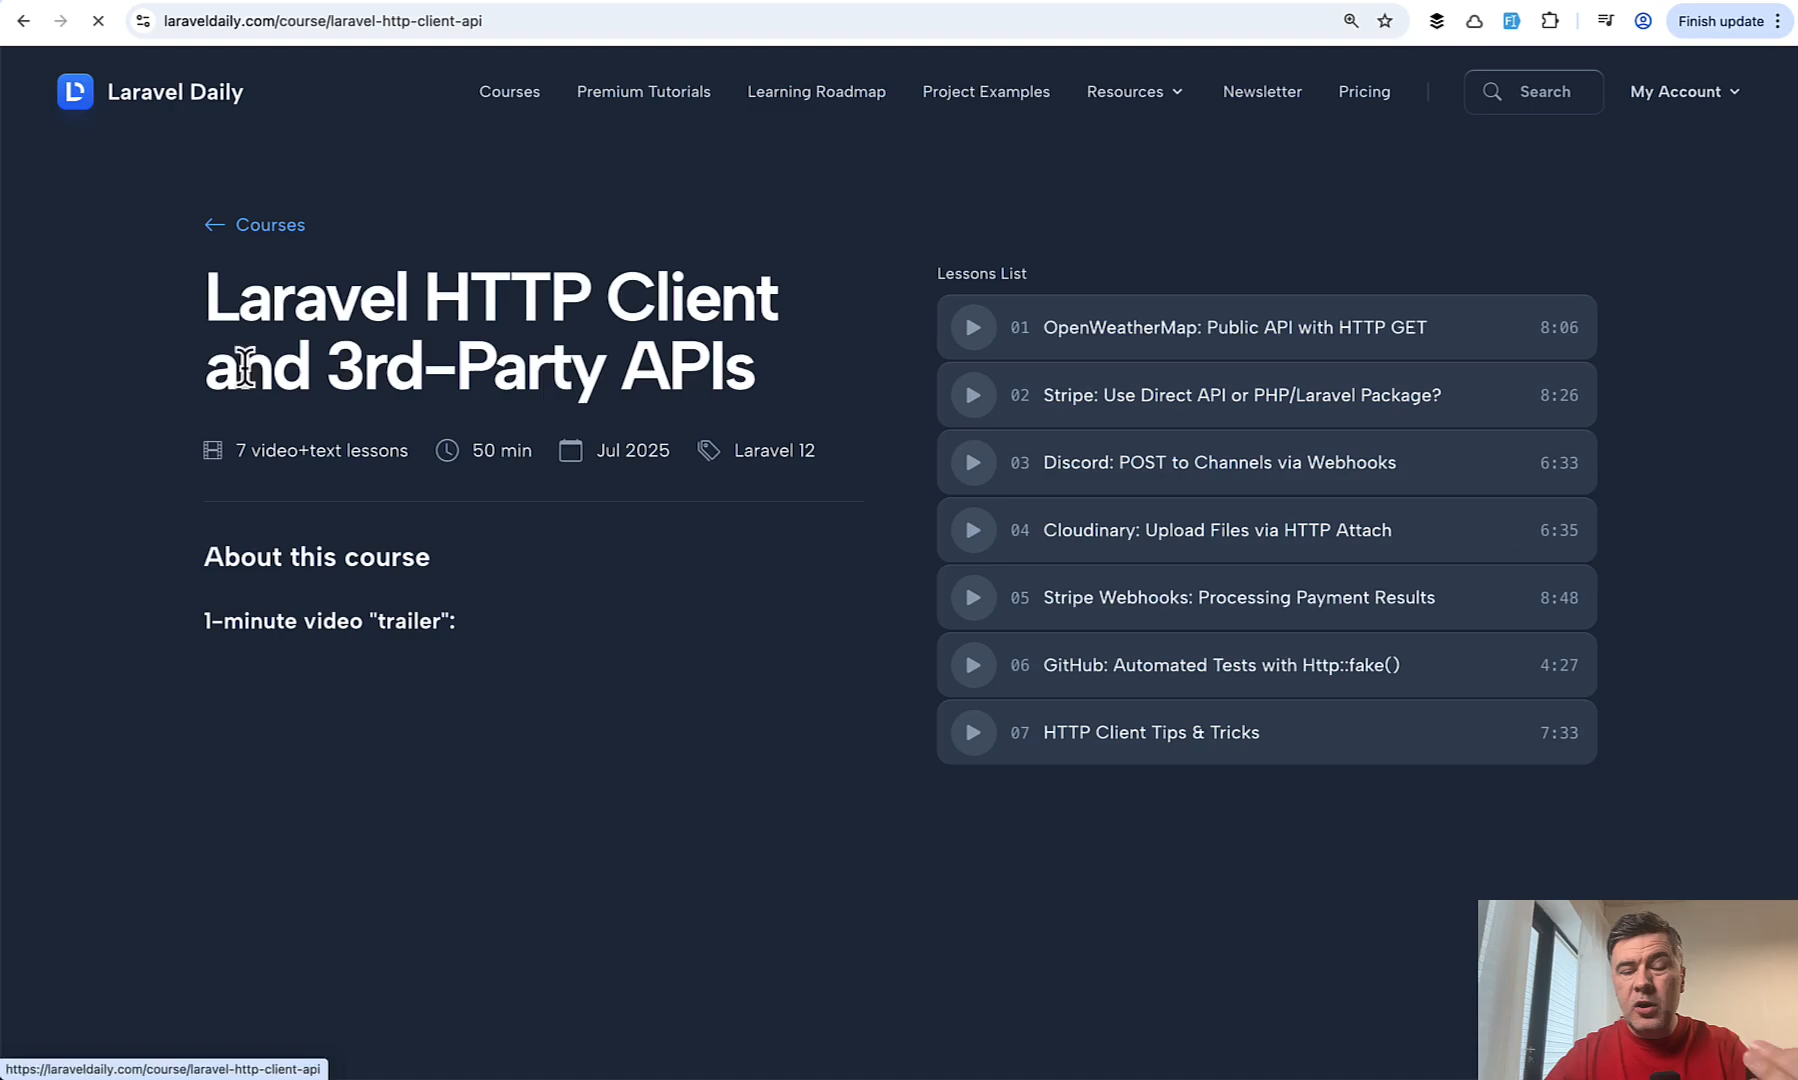 laraveldaily.com/course/laravel-http-client-api
Finish update
Laravel Daily
Courses
Premium Tutorials
Learning Roadmap
Project Examples
Resources
Newsletter
Pricing
Search
My Account
← Courses
Laravel HTTP Client
and 3rd-Party APIs
7 video+text lessons
50 min
Jul 2025
Laravel 12
About this course
1-minute video "trailer":
Lessons List
01 OpenWeatherMap: Public API with HTTP GET 8:06
02 Stripe: Use Direct API or PHP/Laravel Package? 8:26
03 Discord: POST to Channels via Webhooks 6:33
04 Cloudinary: Upload Files via HTTP Attach 6:35
05 Stripe Webhooks: Processing Payment Results 8:48
06 GitHub: Automated Tests with Http::fake() 4:27
07 HTTP Client Tips & Tricks 7:33
https://laraveldaily.com/course/laravel-http-client-api